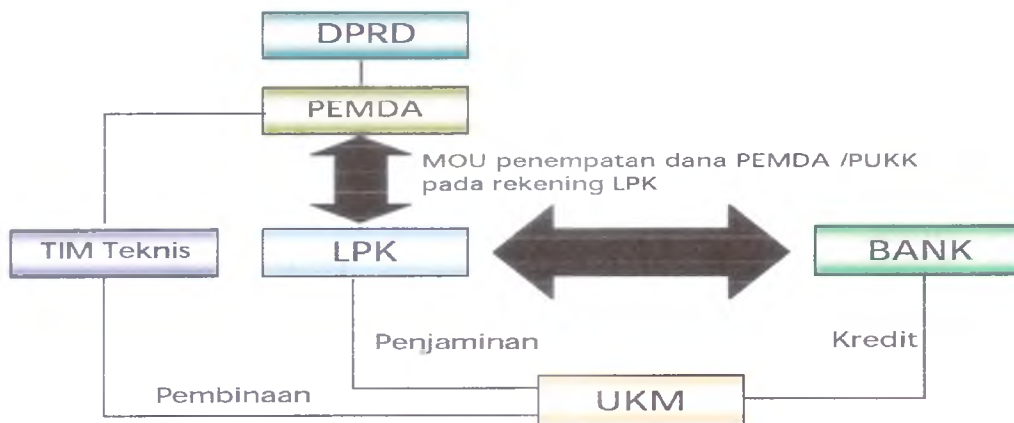 DPRD
PEMDA
MOU penempatan dana PEMDA /PUKK
pada rekening LPK
TIM Teknis
LPK
BANK
Penjaminan
Kredit
Pembinaan
UKM